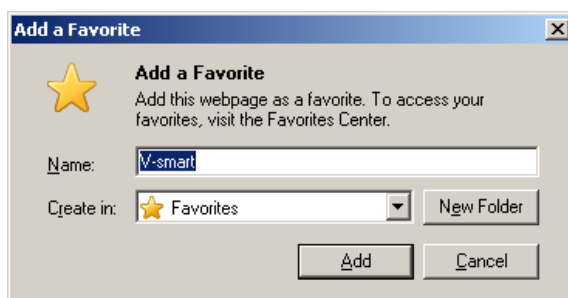 Add a Favorite
Add a Favorite
Add this webpage as a favorite. To access your
favorites, visit the Favorites Center.
Name: V-smart
Create in: Favorites New Folder
Add Cancel